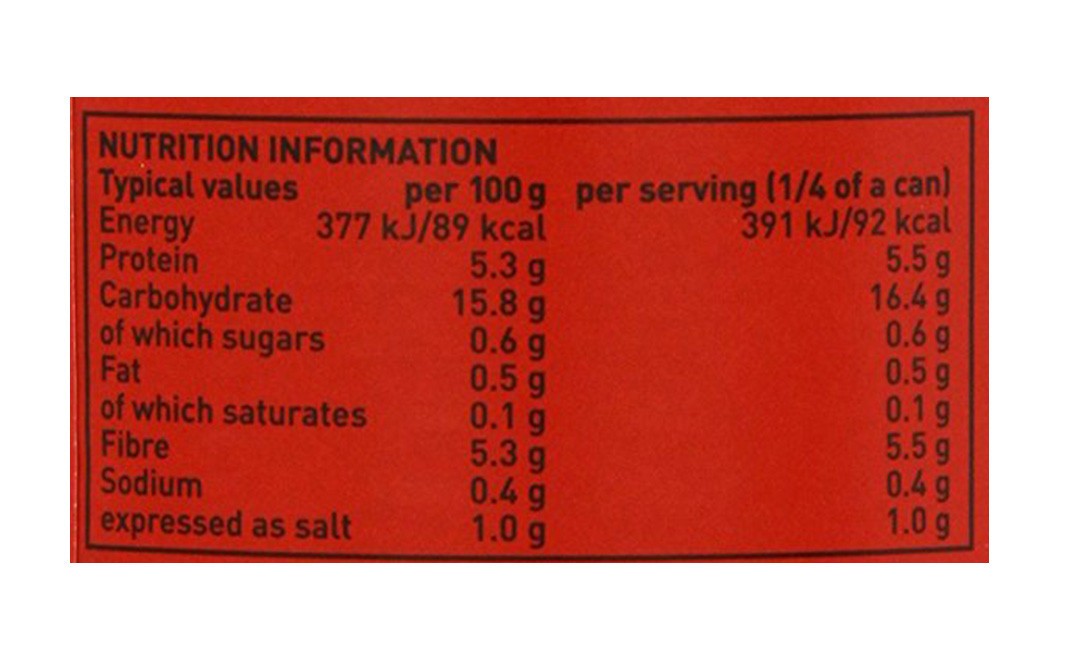 NUTRITION INFORMATION
Typical values per 100 g per serving (1/4 of a can)
Energy 377 kJ/89 kcal 391 kJ/92 kcal
Protein 5.3 g 5.5 g
Carbohydrate 15.8 g 16.4 g
of which sugars 0.6 g 0.6 g
Fat 0.5 g 0.5 g
of which saturates 0.1 g 0.1 g
Fibre 5.3 g 5.5 g
Sodium 0.4 g 0.4 g
expressed as salt 1.0 g 1.0 g